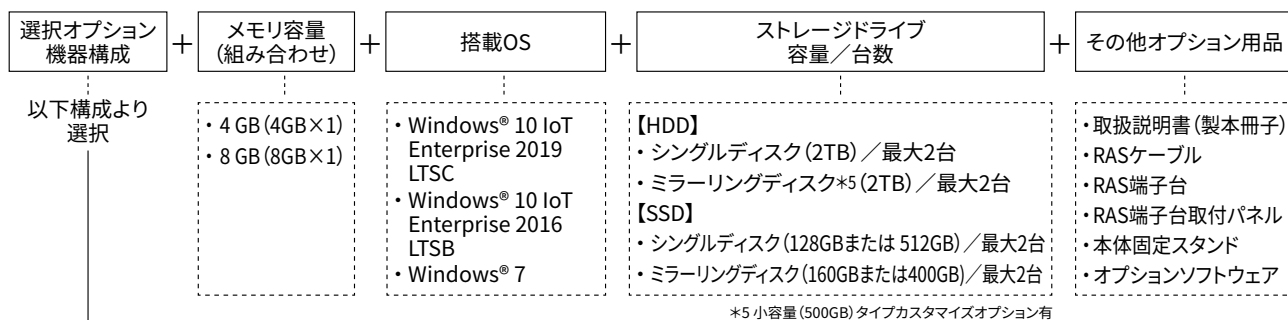 選択オプション
機器構成
+
メモリ容量
(組み合わせ)
+
搭載OS
+
ストレージドライブ
容量／台数
+
その他オプション用品
以下構成より
選択
・4 GB(4GB×1)
・8 GB(8GB×1)
・Windows® 10 IoT
Enterprise 2019
LTSC
・Windows® 10 IoT
Enterprise 2016
LTSB
・Windows® 7
【HDD】
・シングルディスク(2TB)／最大2台
・ミラーリングディスク*5(2TB)／最大2台
【SSD】
・シングルディスク(128GBまたは 512GB)／最大2台
・ミラーリングディスク(160GBまたは400GB)／最大2台
*5 小容量(500GB)タイプカスタマイズオプション有
・取扱説明書(製本冊子)
・RASケーブル
・RAS端子台
・RAS端子台取付パネル
・本体固定スタンド
・オプションソフトウェア